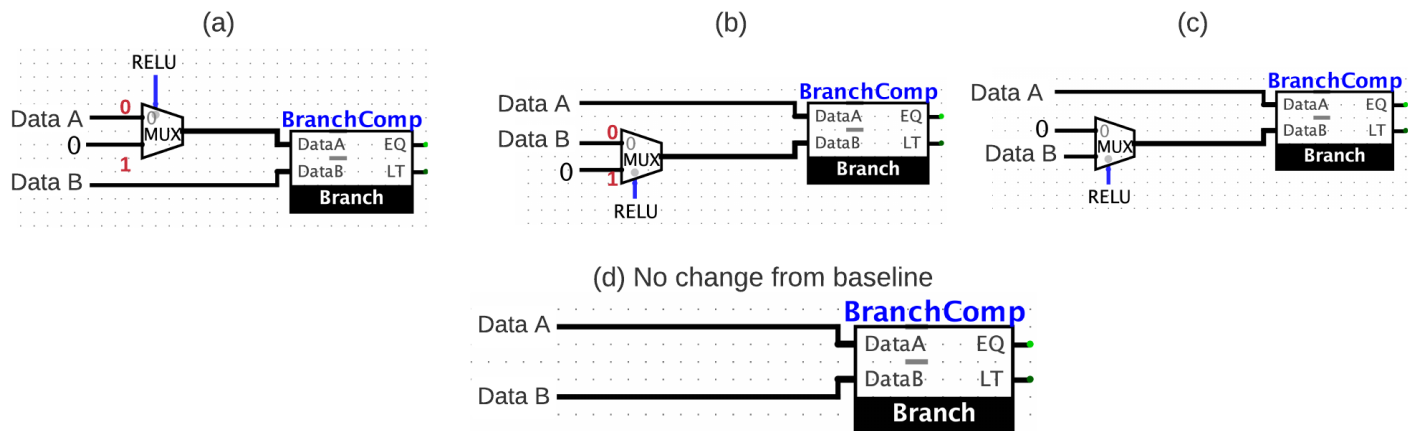 (a)
RELU
0
Data A
0
MUX
0
1
Data B
BranchComp
DataA
EQ
DataB
LT
Branch
(b)
Data A
Data B
0
0
MUX
0
1
RELU
BranchComp
DataA
EQ
DataB
LT
Branch
(c)
Data A
0
0
MUX
Data B
RELU
BranchComp
DataA
EQ
DataB
LT
Branch
(d) No change from baseline
Data A
Data B
BranchComp
DataA
EQ
DataB
LT
Branch